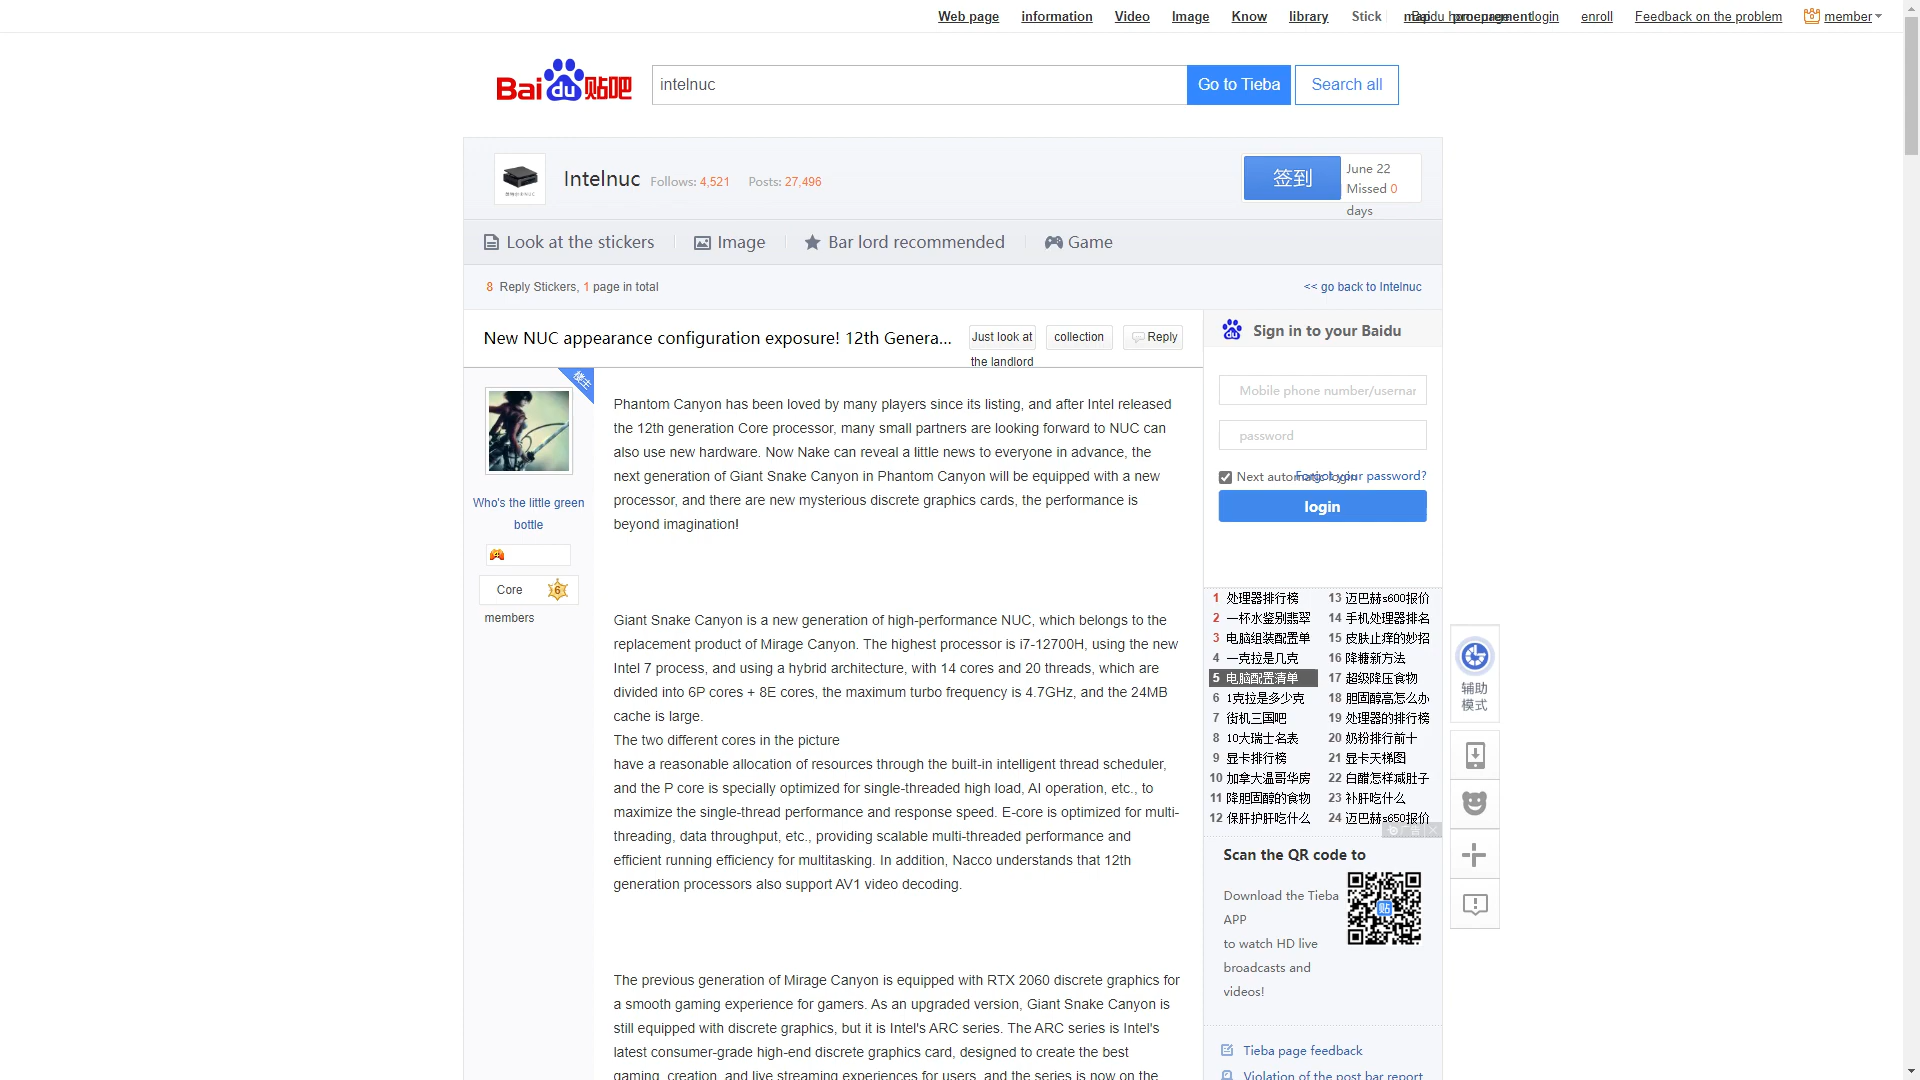 Web page information Video Image Know library Stick map procurement login enroll Feedback on the problem member
Bai du 贴吧
intelnuc Go to Tieba Search all
Intelnuc Follows: 4,521 Posts: 27,496
签到 June 22
Missed 0
days
Look at the stickers Image Bar lord recommended Game
8 Reply Stickers, 1 page in total << go back to Intelnuc
New NUC appearance configuration exposure! 12th Genera... Just look at
the landlord collection Reply
楼主
Who's the little green
bottle
Core 6
members
Phantom Canyon has been loved by many players since its listing, and after Intel released
the 12th generation Core processor, many small partners are looking forward to NUC can
also use new hardware. Now Nake can reveal a little news to everyone in advance, the
next generation of Giant Snake Canyon in Phantom Canyon will be equipped with a new
processor, and there are new mysterious discrete graphics cards, the performance is
beyond imagination!
Giant Snake Canyon is a new generation of high-performance NUC, which belongs to the
replacement product of Mirage Canyon. The highest processor is i7-12700H, using the new
Intel 7 process, and using a hybrid architecture, with 14 cores and 20 threads, which are
divided into 6P cores + 8E cores, the maximum turbo frequency is 4.7GHz, and the 24MB
cache is large.
The two different cores in the picture
have a reasonable allocation of resources through the built-in intelligent thread scheduler,
and the P core is specially optimized for single-threaded high load, AI operation, etc., to
maximize the single-thread performance and response speed. E-core is optimized for multi-
threading, data throughput, etc., providing scalable multi-threaded performance and
efficient running efficiency for multitasking. In addition, Nacco understands that 12th
generation processors also support AV1 video decoding.
The previous generation of Mirage Canyon is equipped with RTX 2060 discrete graphics for
a smooth gaming experience for gamers. As an upgraded version, Giant Snake Canyon is
still equipped with discrete graphics, but it is Intel's ARC series. The ARC series is Intel's
latest consumer-grade high-end discrete graphics card, designed to create the best
gaming, creation, and live streaming experiences for users, and the series is now on the
Sign in to your Baidu
Mobile phone number/usernar
password
Next automatic login Forgot your password?
login
1 处理器排行榜 13 迈巴赫s600报价
2 一杯水鉴别翡翠 14 手机处理器排名
3 电脑组装配置单 15 皮肤止痒的妙招
4 一克拉是几克 16 降糖新方法
5 电脑配置清单 17 超级降压食物
6 1克拉是多少克 18 胆固醇高怎么办
7 街机三国吧 19 处理器的排行榜
8 10大瑞士名表 20 奶粉排行前十
9 显卡排行榜 21 显卡天梯图
10 加拿大温哥华房 22 白醋怎样减肚子
11 降胆固醇的食物 23 补肝吃什么
12 保肝护肝吃什么 24 迈巴赫s650报价
广告
Scan the QR code to
Download the Tieba
APP
to watch HD live
broadcasts and
videos!
贴
Tieba page feedback
Violation of the post bar report
辅助
模式